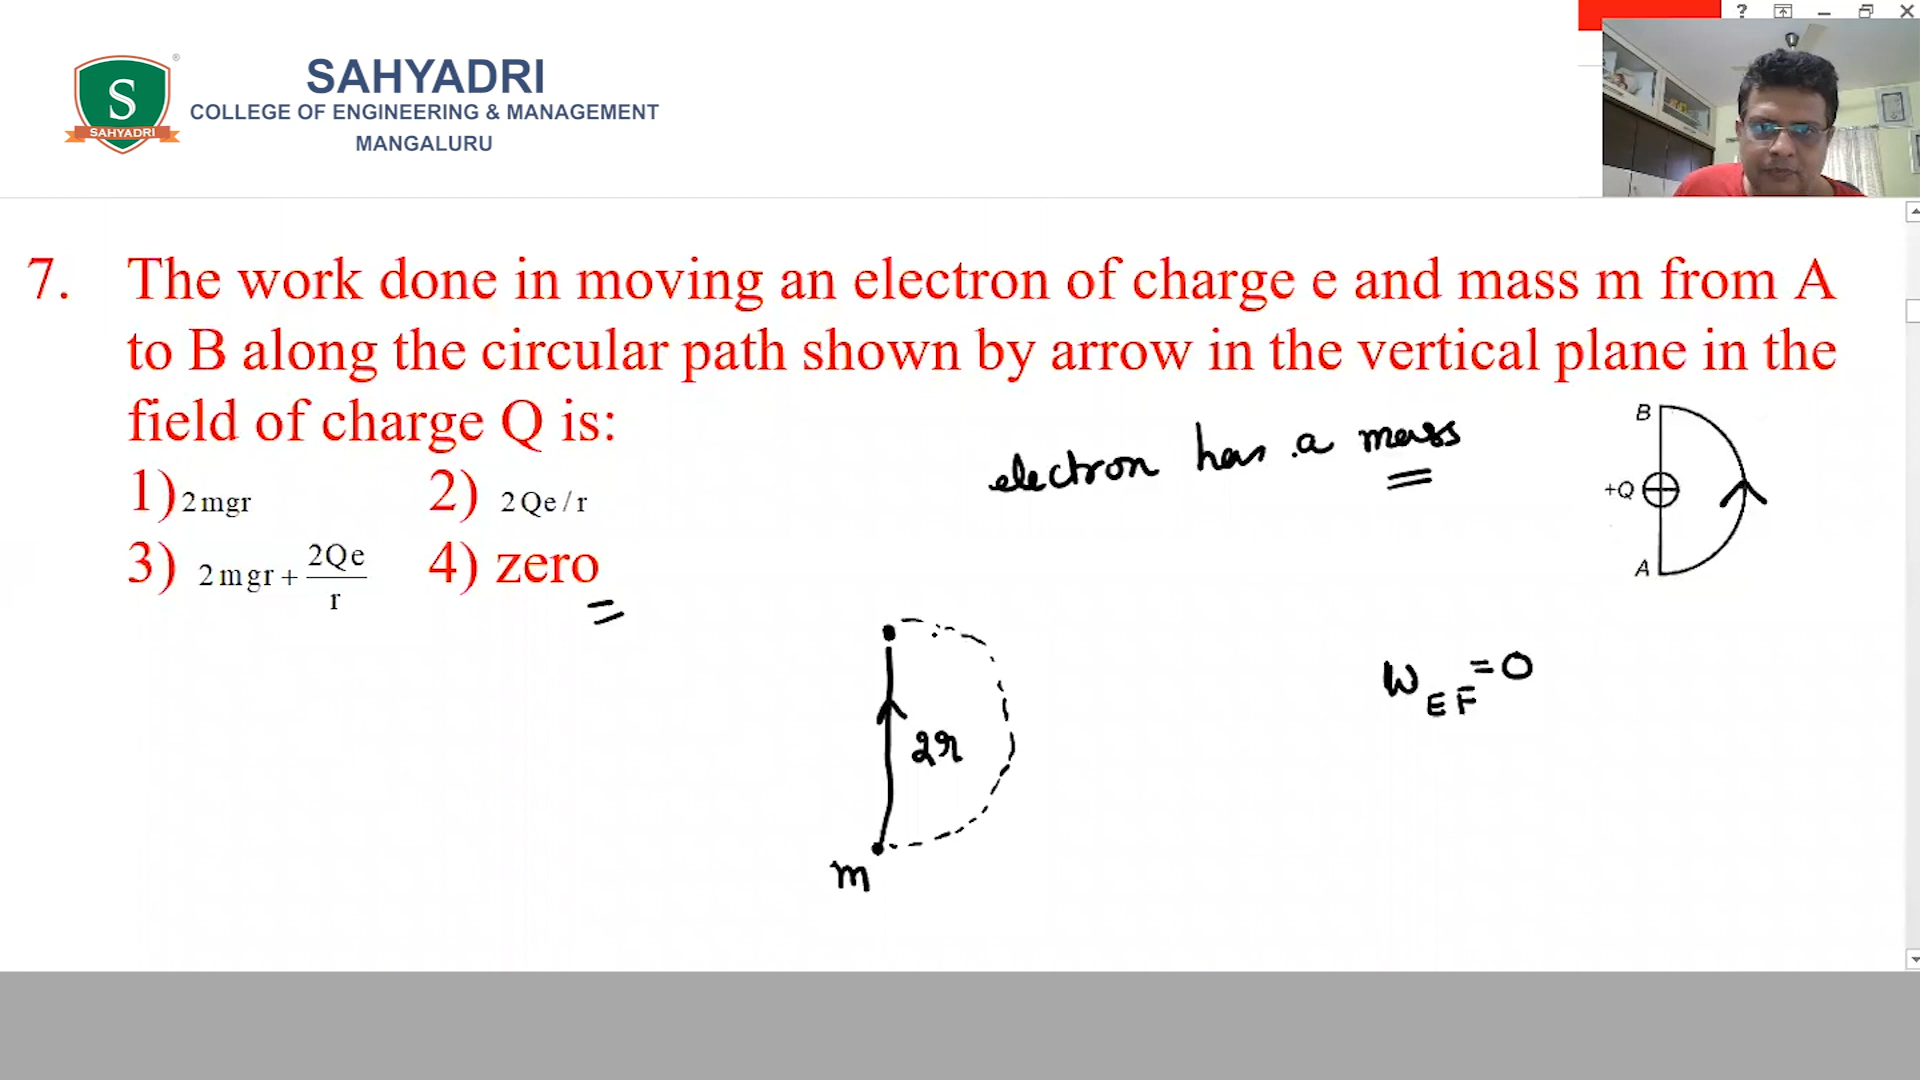 S
SAHYADRI
®
SAHYADRI
COLLEGE OF ENGINEERING & MANAGEMENT
MANGALURU
?
7. The work done in moving an electron of charge e and mass m from A
to B along the circular path shown by arrow in the vertical plane in the
field of charge Q is:
1) 2mgr 2) 2Qe/r
3) 2mgr + 2Qe/r 4) zero
electron has a mass
B
+Q
A
2r
m
W EF = 0